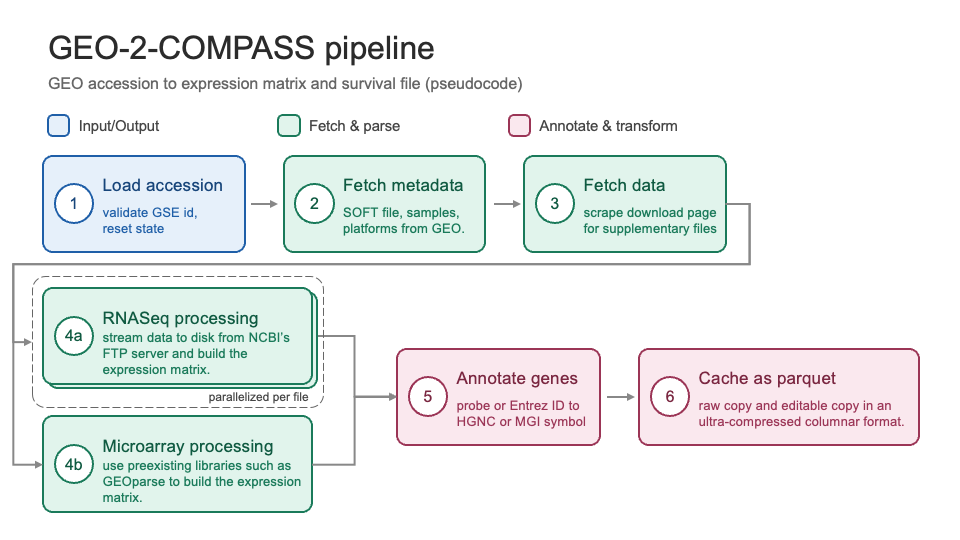 GEO-2-COMPASS pipeline
GEO accession to expression matrix and survival file (pseudocode)
Input/Output
Fetch & parse
Annotate & transform
1
Load accession
validate GSE id,
reset state
2
Fetch metadata
SOFT file, samples,
platforms from GEO.
3
Fetch data
scrape download page
for supplementary files
4a
RNASeq processing
stream data to disk from NCBI's
FTP server and build the
expression matrix.
parallelized per file
4b
Microarray processing
use preexisting libraries such as
GEOparse to build the expression
matrix.
5
Annotate genes
probe or Entrez ID to
HGNC or MGI symbol
6
Cache as parquet
raw copy and editable copy in an
ultra-compressed columnar format.